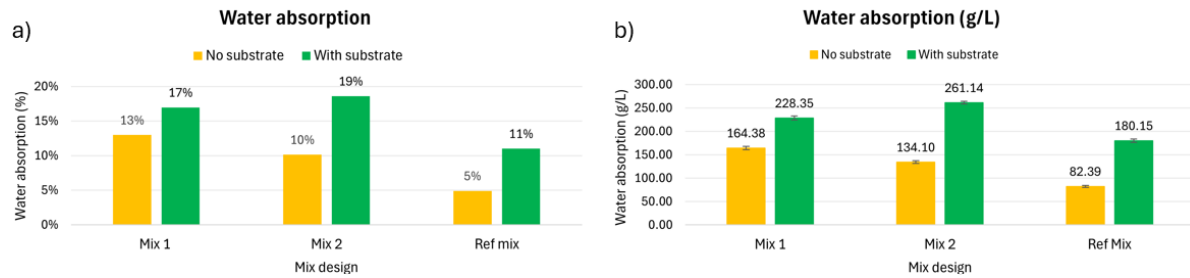 a)
Water absorption
No substrate With substrate
Water absorption (%)
20%
15%
10%
5%
0%
13%
17%
10%
19%
5%
11%
Mix 1 Mix 2 Ref mix
Mix design
b)
Water absorption (g/L)
No substrate With substrate
Water absorption (g/L)
300.00
250.00
200.00
150.00
100.00
50.00
0.00
164.38
228.35
134.10
261.14
82.39
180.15
Mix 1 Mix 2 Ref Mix
Mix design